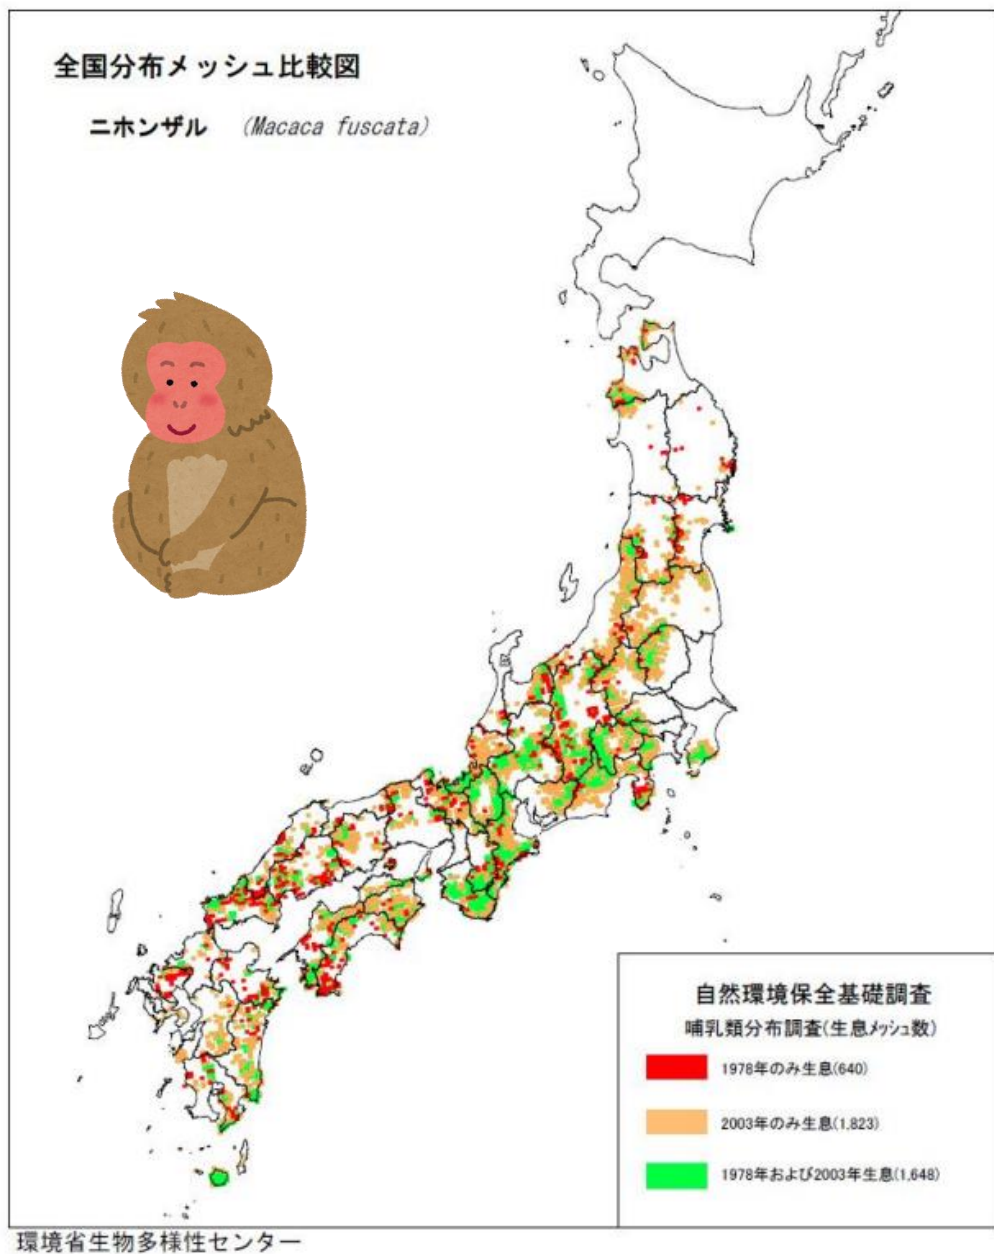 全国分布メッシュ比較図
ニホンザル (Macaca fuscata)
自然環境保全基礎調査
哺乳類分布調査(生息メッシュ数)
1978年のみ生息(640)
2003年のみ生息(1,823)
1978年および2003年生息(1,648)
環境省生物多様性センター